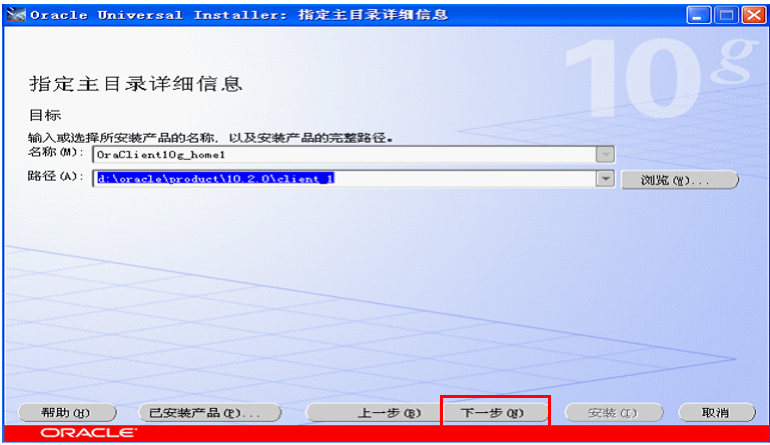 Oracle Universal Installer: 指定主目录详细信息
10g
指定主目录详细信息
目标
输入或选择所安装产品的名称, 以及安装产品的完整路径。
名称(M): OraClient10g_home1
路径(A): d:\oracle\product\10.2.0\client_1 浏览(W)...
帮助(H) 已安装产品(P)... 上一步(B) 下一步(N) 安装(I) 取消
ORACLE